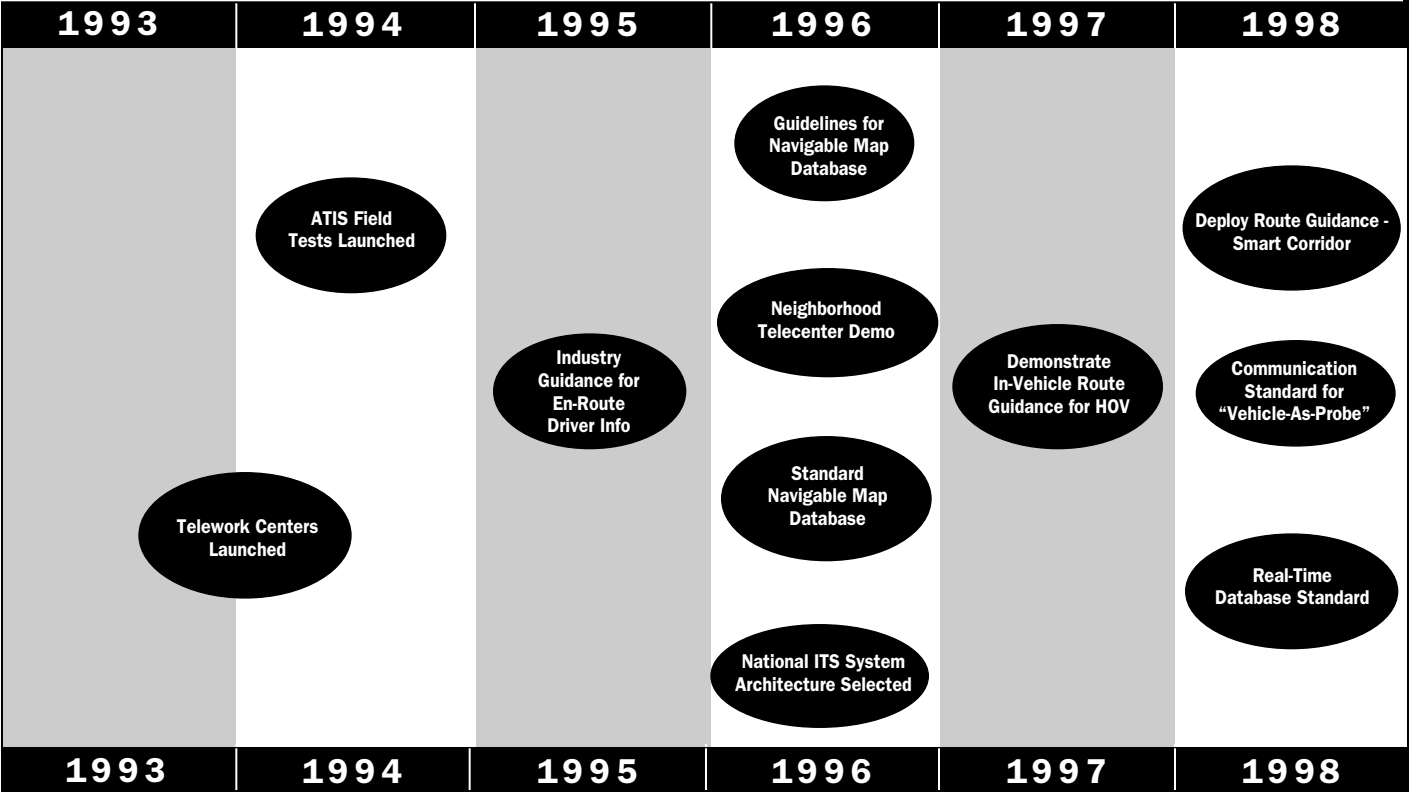 1993 1994 1995 1996 1997 1998
Guidelines for
Navigable Map
Database
ATIS Field
Tests Launched
Deploy Route Guidance -
Smart Corridor
Neighborhood
Telecenter Demo
Industry
Guidance for
En-Route
Driver Info
Demonstrate
In-Vehicle Route
Guidance for HOV
Communication
Standard for
“Vehicle-As-Probe”
Standard
Navigable Map
Database
Telework Centers
Launched
Real-Time
Database Standard
National ITS System
Architecture Selected
1993 1994 1995 1996 1997 1998